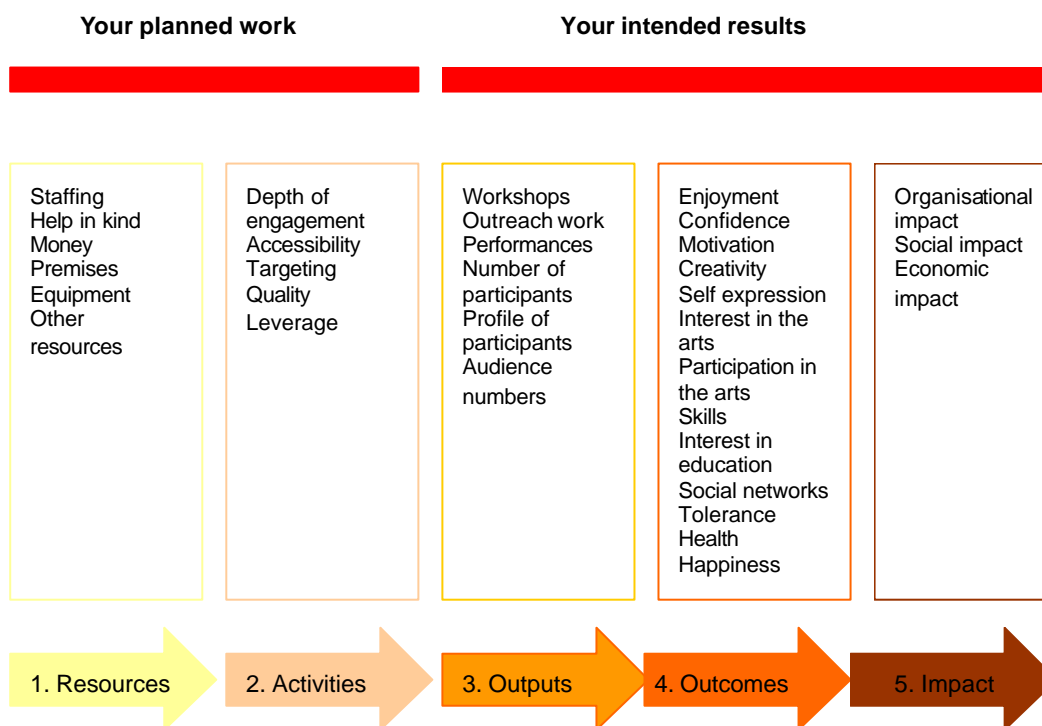 Your planned work
Your intended results
Staffing
Help in kind
Money
Premises
Equipment
Other
resources
Depth of
engagement
Accessibility
Targeting
Quality
Leverage
Workshops
Outreach work
Performances
Number of
participants
Profile of
participants
Audience
numbers
Enjoyment
Confidence
Motivation
Creativity
Self expression
Interest in the
arts
Participation in
the arts
Skills
Interest in
education
Social networks
Tolerance
Health
Happiness
Organisational
impact
Social impact
Economic
impact
1. Resources
2. Activities
3. Outputs
4. Outcomes
5. Impact